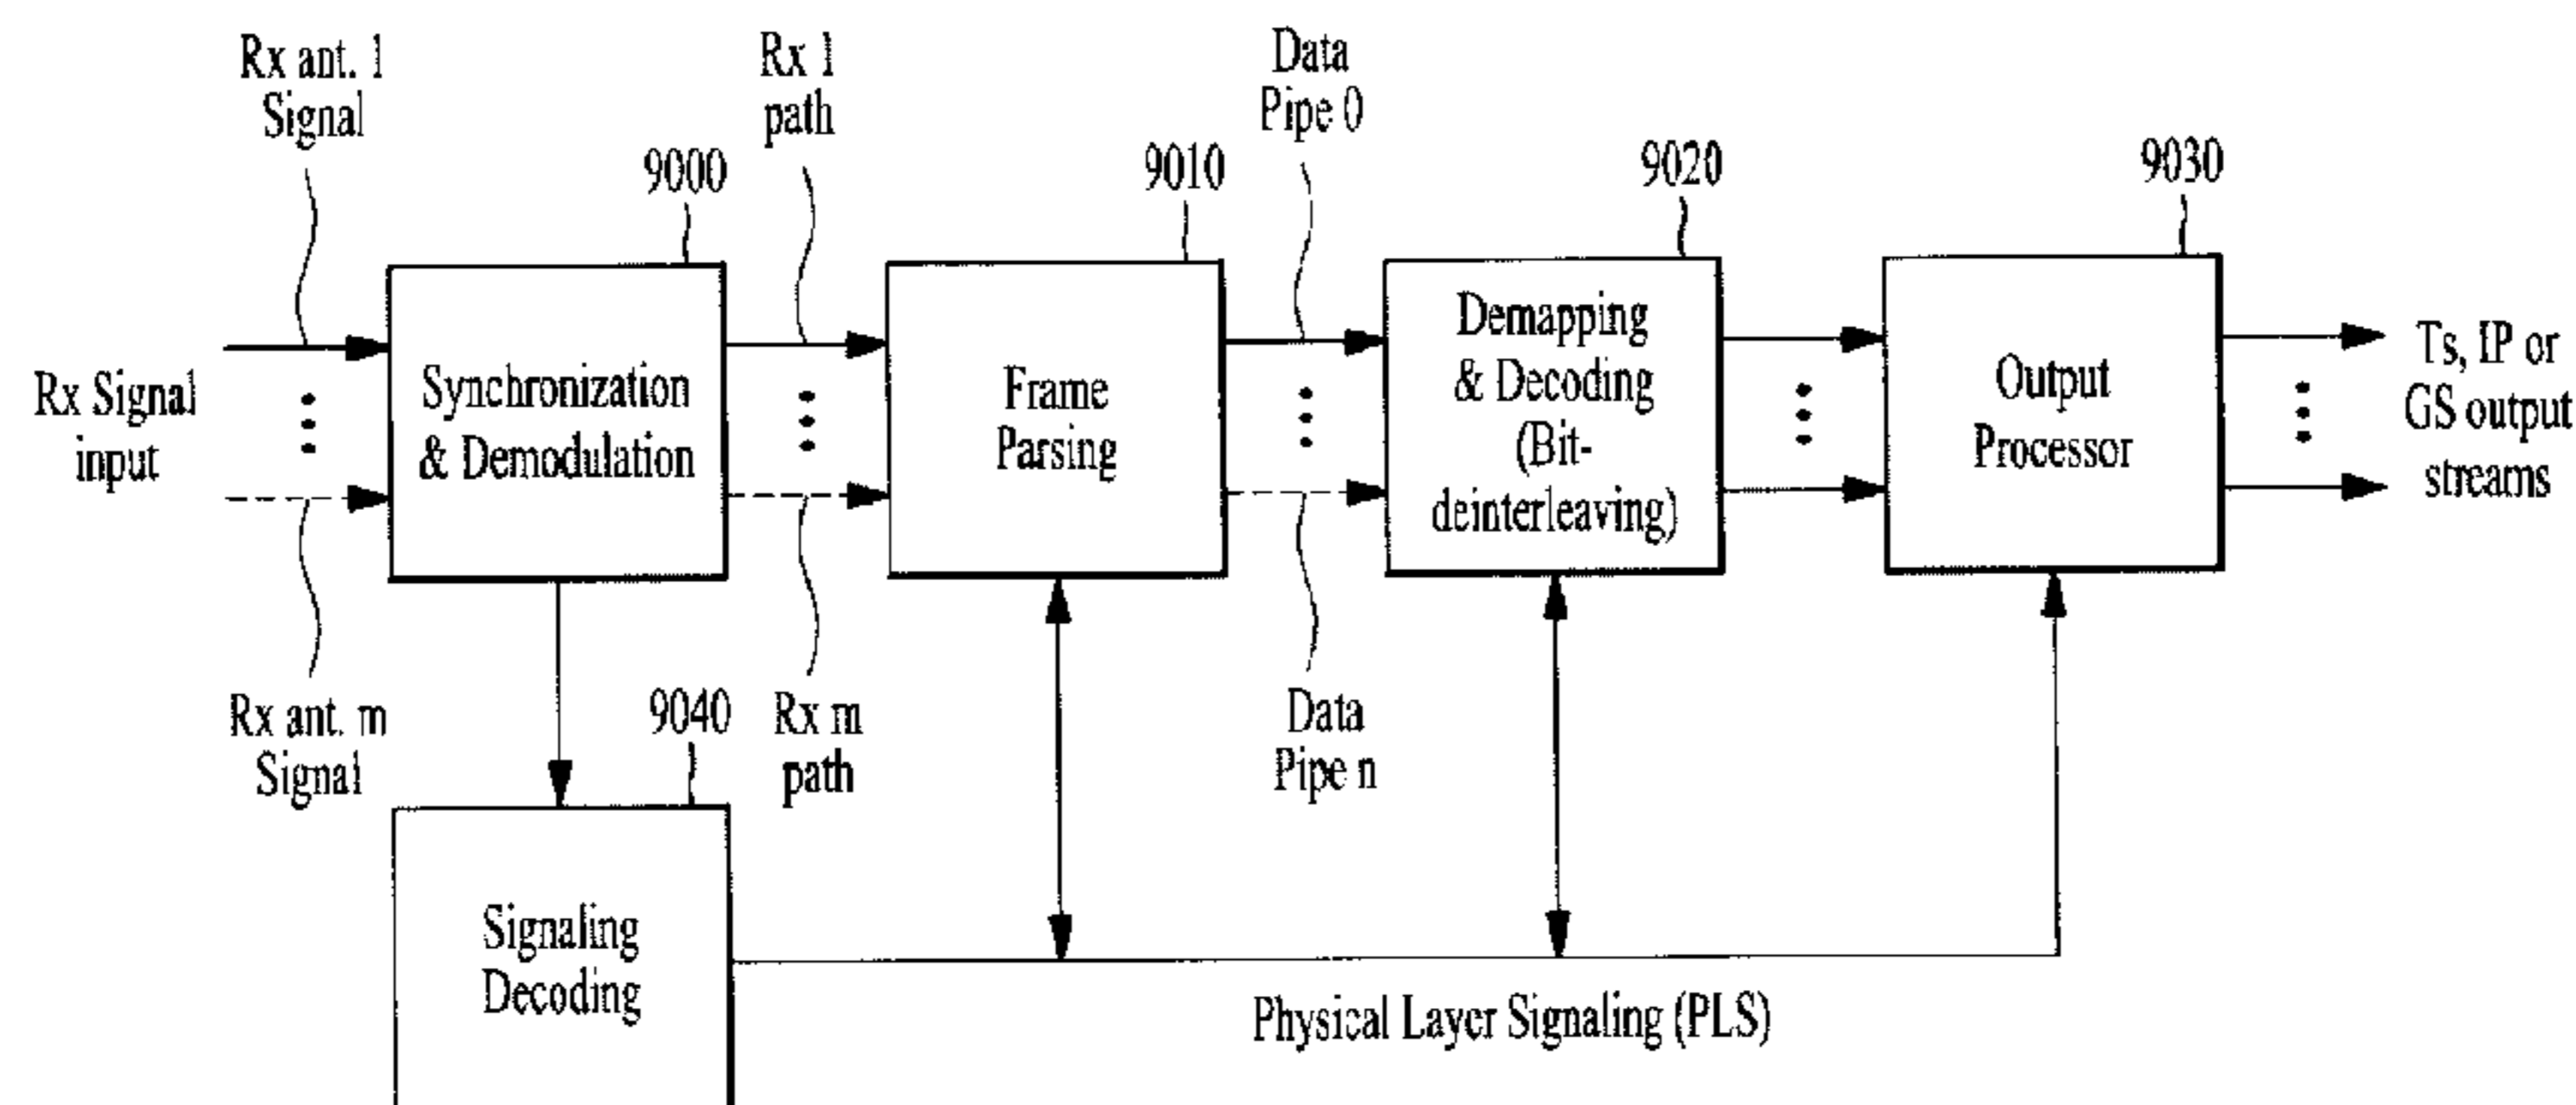 Rx ant. 1
Signal
Rx 1
path
Data
Pipe 0
9000
9010
9020
9030
Rx Signal
input
Synchronization
& Demodulation
Frame
Parsing
Demapping
& Decoding
(Bit-
deinterleaving)
Output
Processor
Ts, IP or
GS output
streams
Rx ant. m
Signal
9040
Rx m
path
Data
Pipe n
Signaling
Decoding
Physical Layer Signaling (PLS)